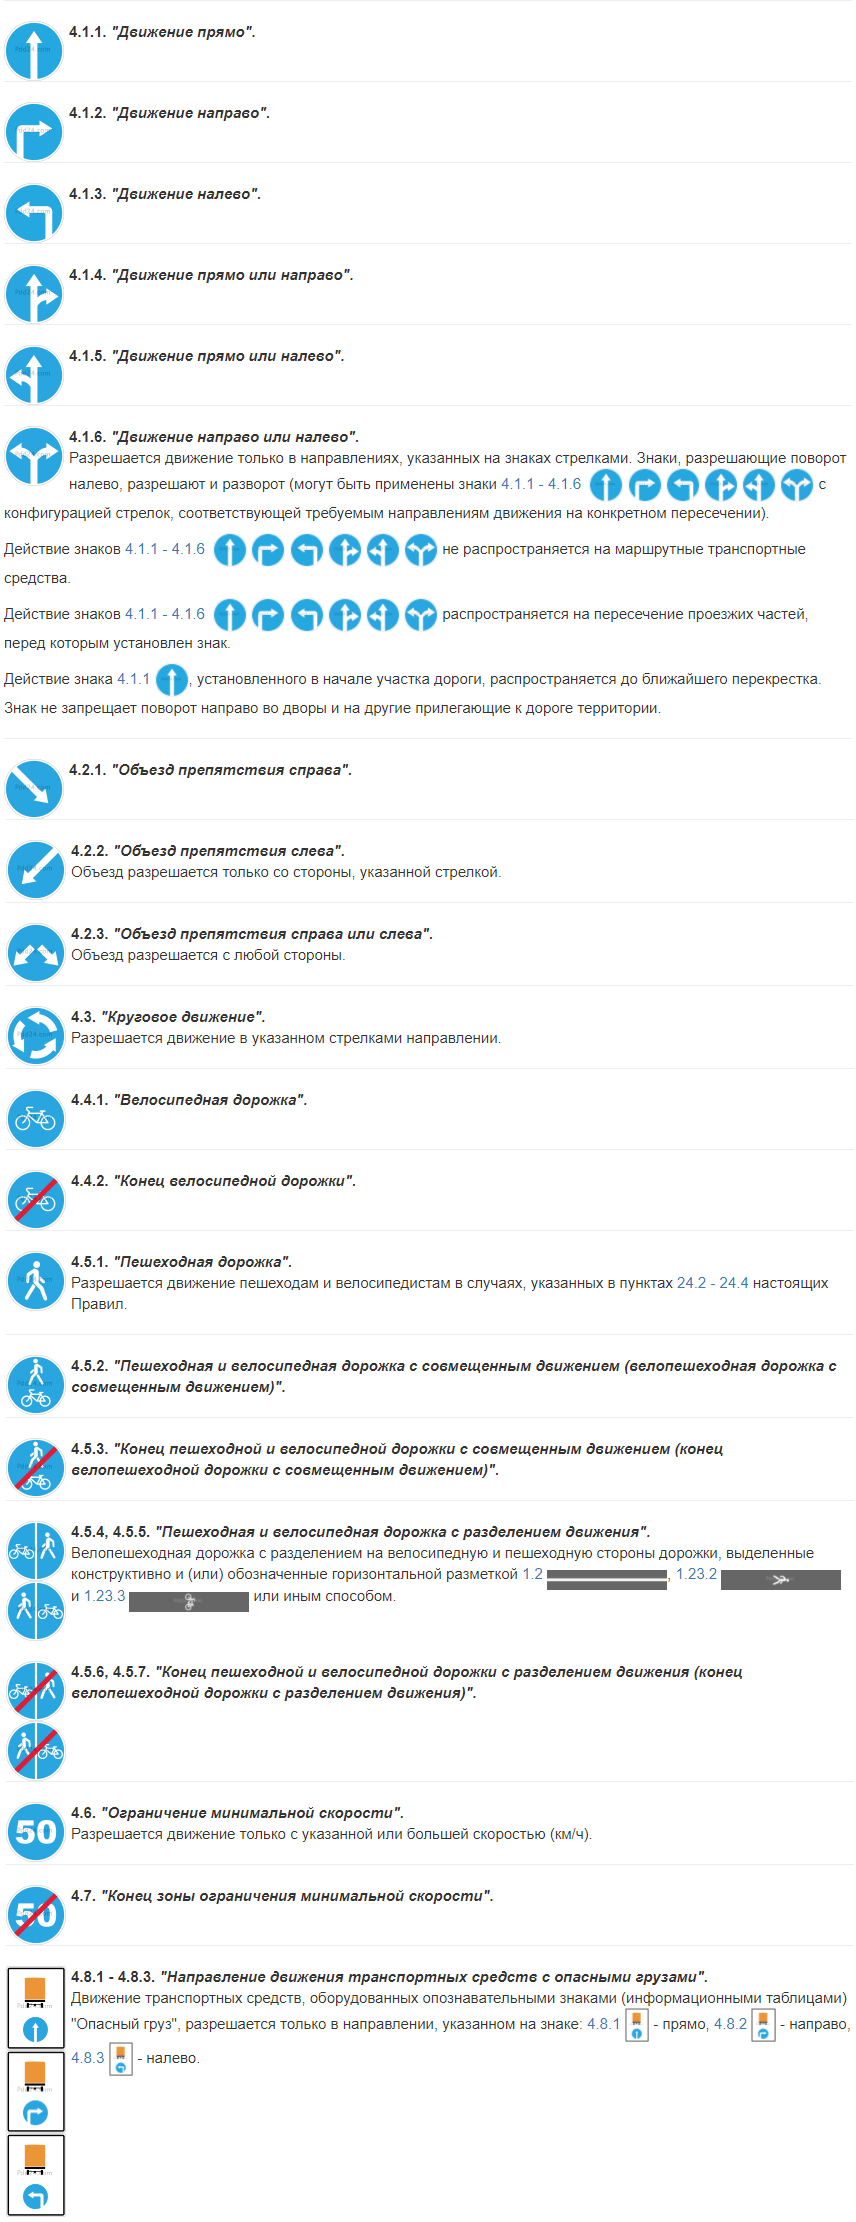 4.1.1. "Движение прямо".
4.1.2. "Движение направо".
4.1.3. "Движение налево".
4.1.4. "Движение прямо или направо".
4.1.5. "Движение прямо или налево".
4.1.6. "Движение направо или налево".
Разрешается движение только в направлениях, указанных на знаках стрелками. Знаки, разрешающие поворот
налево, разрешают и разворот (могут быть применены знаки 4.1.1 - 4.1.6 с
конфигурацией стрелок, соответствующей требуемым направлениям движения на конкретном пересечении).
Действие знаков 4.1.1 - 4.1.6 не распространяется на маршрутные транспортные
средства.
Действие знаков 4.1.1 - 4.1.6 распространяется на пересечение проезжих частей,
перед которым установлен знак.
Действие знака 4.1.1 , установленного в начале участка дороги, распространяется до ближайшего перекрестка.
Знак не запрещает поворот направо во дворы и на другие прилегающие к дороге территории.
4.2.1. "Объезд препятствия справа".
4.2.2. "Объезд препятствия слева".
Объезд разрешается только со стороны, указанной стрелкой.
4.2.3. "Объезд препятствия справа или слева".
Объезд разрешается с любой стороны.
4.3. "Круговое движение".
Разрешается движение в указанном стрелками направлении.
4.4.1. "Велосипедная дорожка".
4.4.2. "Конец велосипедной дорожки".
4.5.1. "Пешеходная дорожка".
Разрешается движение пешеходам и велосипедистам в случаях, указанных в пунктах 24.2 - 24.4 настоящих
Правил.
4.5.2. "Пешеходная и велосипедная дорожка с совмещенным движением (велопешеходная дорожка с
совмещенным движением)".
4.5.3. "Конец пешеходной и велосипедной дорожки с совмещенным движением (конец
велопешеходной дорожки с совмещенным движением)".
4.5.4, 4.5.5. "Пешеходная и велосипедная дорожка с разделением движения".
Велопешеходная дорожка с разделением на велосипедную и пешеходную стороны дорожки, выделенные
конструктивно и (или) обозначенные горизонтальной разметкой 1.2 , 1.23.2
и 1.23.3 или иным способом.
4.5.6, 4.5.7. "Конец пешеходной и велосипедной дорожки с разделением движения (конец
велопешеходной дорожки с разделением движения)".
50 4.6. "Ограничение минимальной скорости".
Разрешается движение только с указанной или большей скоростью (км/ч).
50 4.7. "Конец зоны ограничения минимальной скорости".
4.8.1 - 4.8.3. "Направление движения транспортных средств с опасными грузами".
Движение транспортных средств, оборудованных опознавательными знаками (информационными таблицами)
"Опасный груз", разрешается только в направлении, указанном на знаке: 4.8.1 - прямо, 4.8.2 - направо,
4.8.3 - налево.